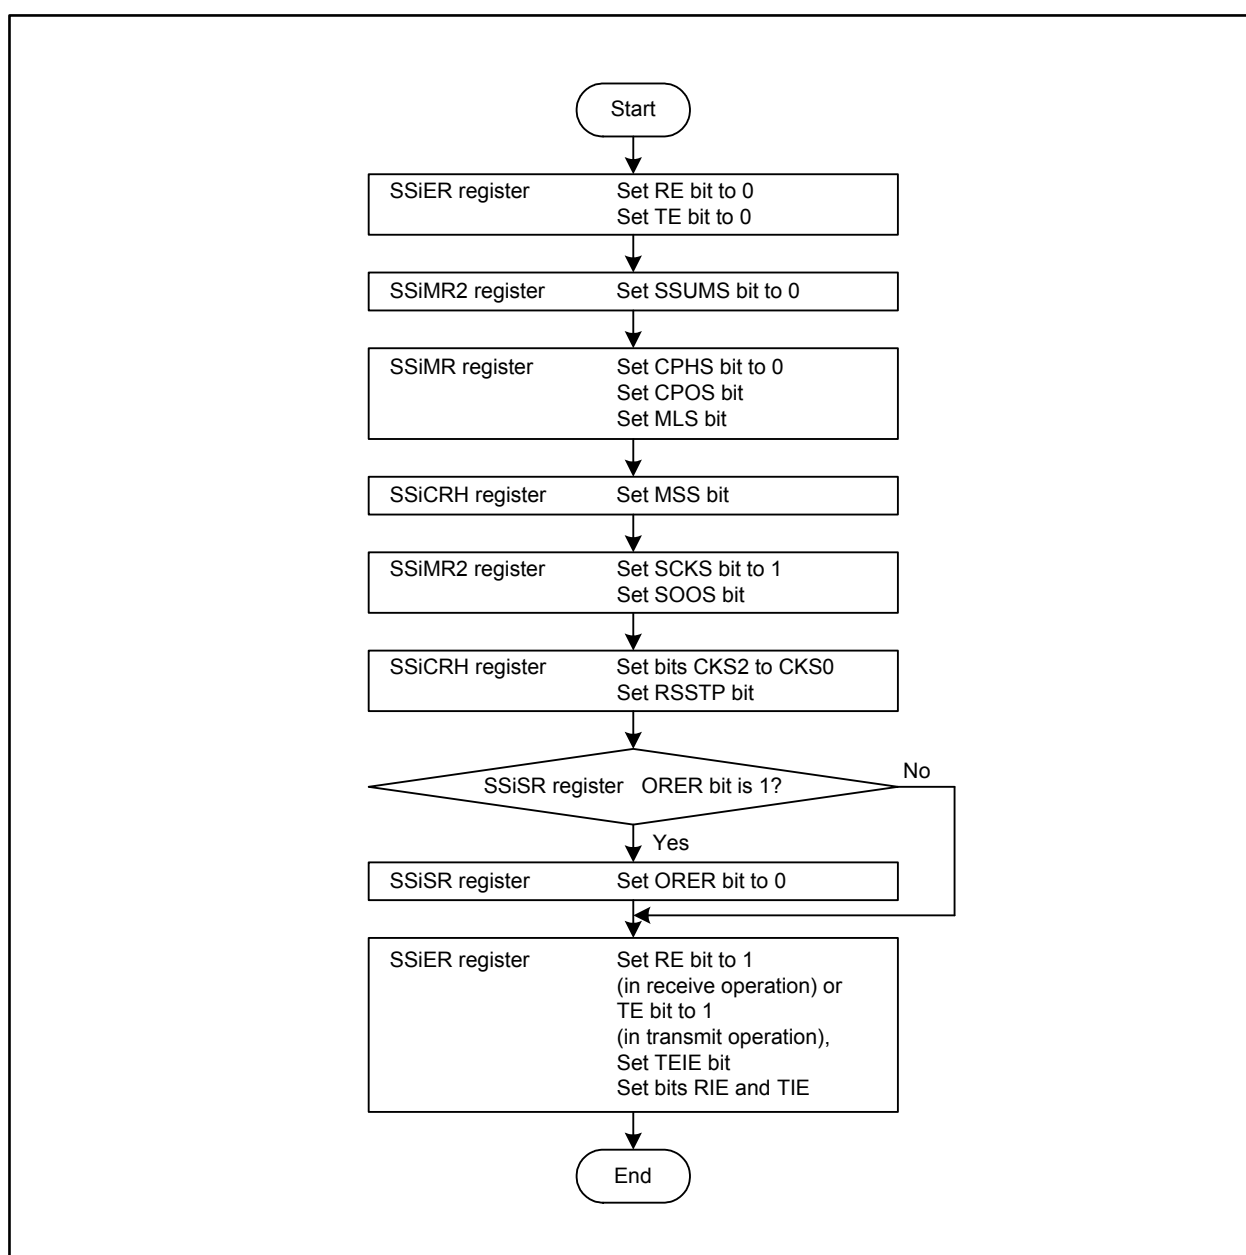 Start
SSiER register Set RE bit to 0
Set TE bit to 0
SSiMR2 register Set SSUMS bit to 0
SSiMR register Set CPHS bit to 0
Set CPOS bit
Set MLS bit
SSiCRH register Set MSS bit
SSiMR2 register Set SCKS bit to 1
Set SOOS bit
SSiCRH register Set bits CKS2 to CKS0
Set RSSTP bit
SSiSR register ORER bit is 1?
No
Yes
SSiSR register Set ORER bit to 0
SSiER register Set RE bit to 1
(in receive operation) or
TE bit to 1
(in transmit operation),
Set TEIE bit
Set bits RIE and TIE
End